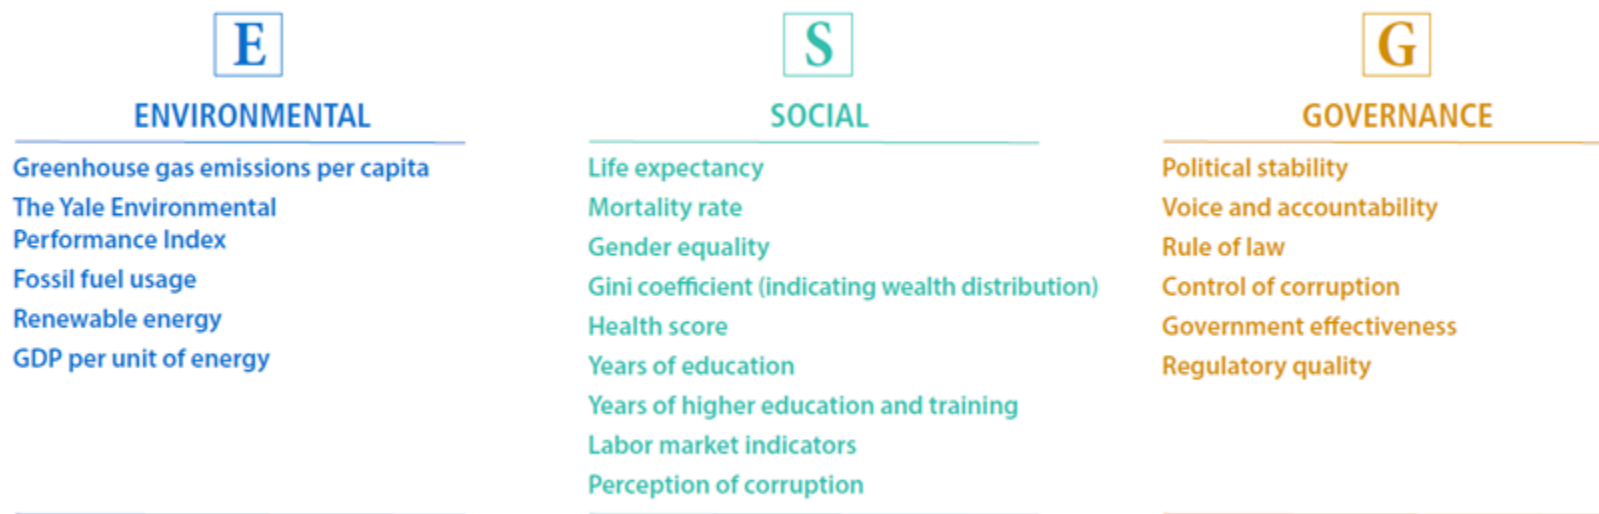 E
ENVIRONMENTAL
Greenhouse gas emissions per capita
The Yale Environmental
Performance Index
Fossil fuel usage
Renewable energy
GDP per unit of energy
S
SOCIAL
Life expectancy
Mortality rate
Gender equality
Gini coefficient (indicating wealth distribution)
Health score
Years of education
Years of higher education and training
Labor market indicators
Perception of corruption
G
GOVERNANCE
Political stability
Voice and accountability
Rule of law
Control of corruption
Government effectiveness
Regulatory quality